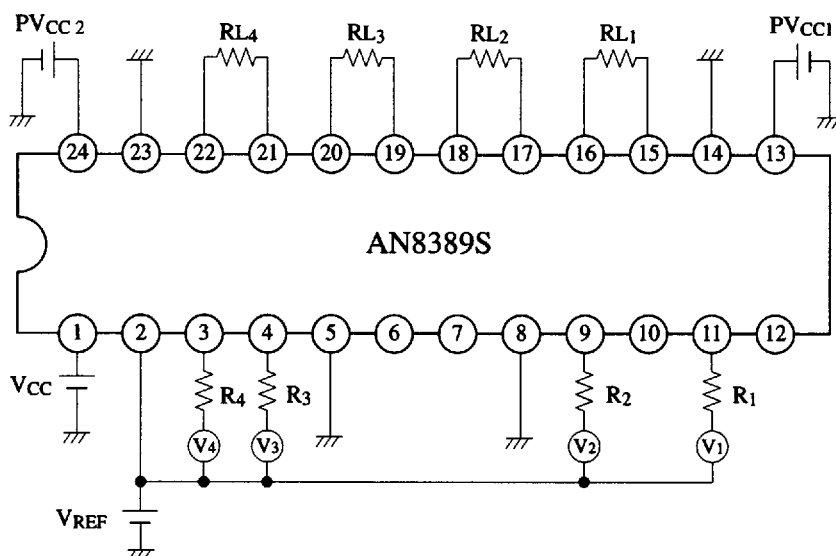 PVCC 2 RL4 RL3 RL2 RL1 PVCC1
24 23 22 21 20 19 18 17 16 15 14 13
AN8389S
1 2 3 4 5 6 7 8 9 10 11 12
VCC R4 R3 R2 R1
V4 V3 V2 V1
VREF